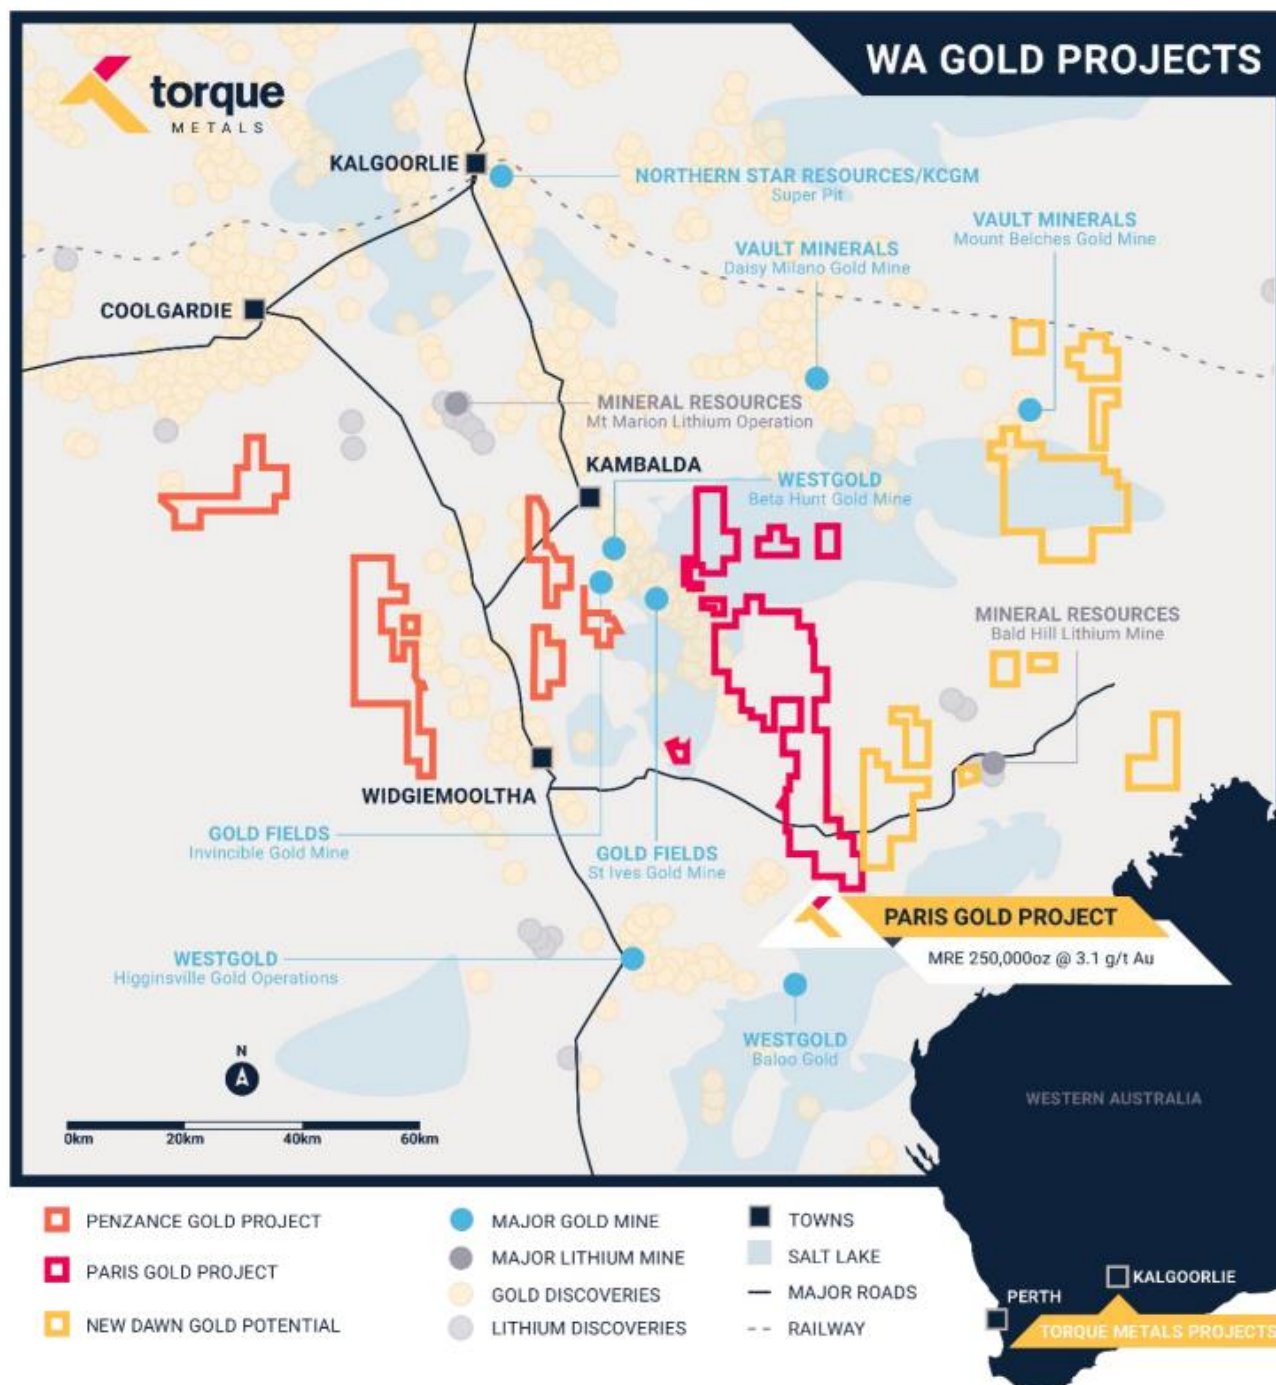 WA GOLD PROJECTS
torque
METALS
KALGOORLIE
NORTHERN STAR RESOURCES/KCGM
Super Pit
VAULT MINERALS
Mount Belches Gold Mine
VAULT MINERALS
Daisy Milano Gold Mine
COOLGARDIE
MINERAL RESOURCES
Mt Marion Lithium Operation
KAMBALDA
WESTGOLD
Beta Hunt Gold Mine
MINERAL RESOURCES
Bald Hill Lithium Mine
WIDGIEMOOLTHA
GOLD FIELDS
Invincible Gold Mine
GOLD FIELDS
St Ives Gold Mine
PARIS GOLD PROJECT
MRE 250,000oz @ 3.1 g/t Au
WESTGOLD
Higginsville Gold Operations
WESTGOLD
Baloo Gold
N
0km 20km 40km 60km
WESTERN AUSTRALIA
PENZANCE GOLD PROJECT
PARIS GOLD PROJECT
NEW DAWN GOLD POTENTIAL
MAJOR GOLD MINE
MAJOR LITHIUM MINE
GOLD DISCOVERIES
LITHIUM DISCOVERIES
TOWNS
SALT LAKE
MAJOR ROADS
RAILWAY
KALGOORLIE
PERTH
TORQUE METALS PROJECTS